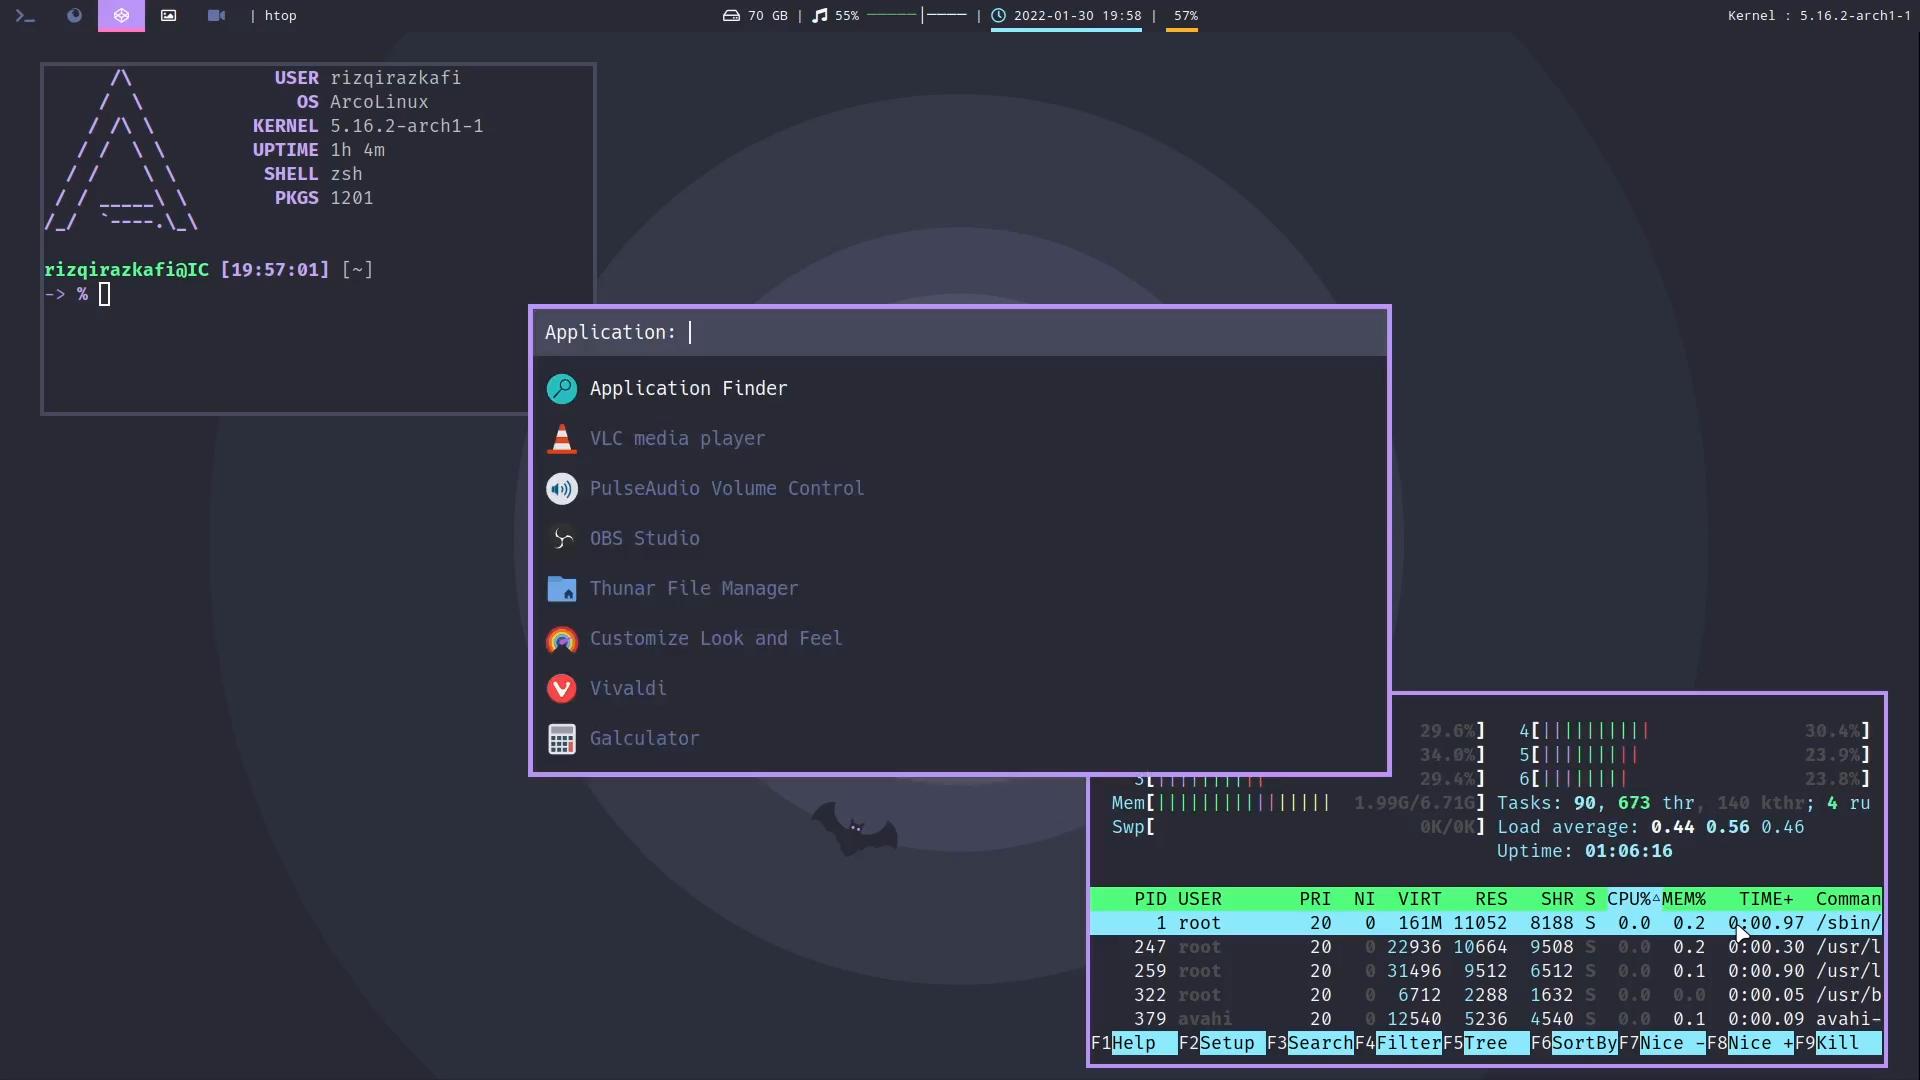 | htop
70 GB | 55% | 2022-01-30 19:58 | 57%
Kernel : 5.16.2-arch1-1
USER rizqirazkafi
OS ArcoLinux
KERNEL 5.16.2-arch1-1
UPTIME 1h 4m
SHELL zsh
PKGS 1201
rizqirazkafi@IC [19:57:01] [~]
-> %
Application:
Application Finder
VLC media player
PulseAudio Volume Control
OBS Studio
Thunar File Manager
Customize Look and Feel
Vivaldi
Galculator
29.6%] 4[|||||||||| 30.4%]
34.0%] 5[||||||||| 23.9%]
3[|||||||||| 29.4%] 6[|||||||| 23.8%]
Mem[|||||||||||||||| 1.99G/6.71G] Tasks: 90, 673 thr, 140 kthr; 4 ru
Swp[ 0K/0K] Load average: 0.44 0.56 0.46
Uptime: 01:06:16
PID USER PRI NI VIRT RES SHR S CPU%△MEM% TIME+ Comman
1 root 20 0 161M 11052 8188 S 0.0 0.2 0:00.97 /sbin/
247 root 20 0 22936 10664 9508 S 0.0 0.2 0:00.30 /usr/l
259 root 20 0 31496 9512 6512 S 0.0 0.1 0:00.90 /usr/l
322 root 20 0 6712 2288 1632 S 0.0 0.0 0:00.05 /usr/b
379 avahi 20 0 12540 5236 4540 S 0.0 0.1 0:00.09 avahi-
F1Help F2Setup F3SearchF4FilterF5Tree F6SortByF7Nice -F8Nice +F9Kill